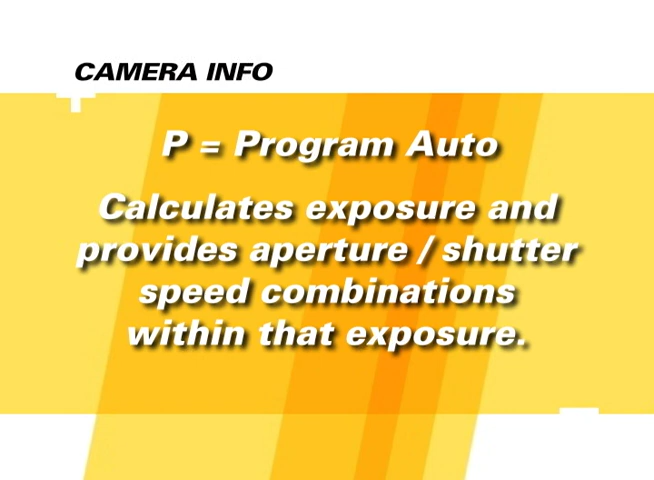 CAMERA INFO
P = Program Auto
Calculates exposure and
provides aperture / shutter
speed combinations
within that exposure.